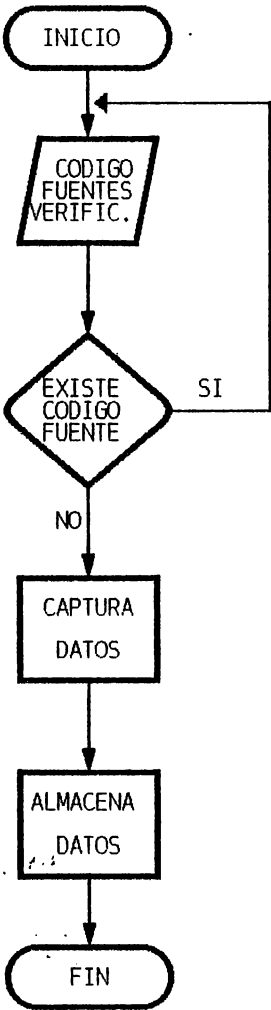 INICIO
CODIGO
FUENTES
VERIFIC.
EXISTE
CODIGO
FUENTE
SI
NO
CAPTURA
DATOS
ALMACENA
DATOS
FIN